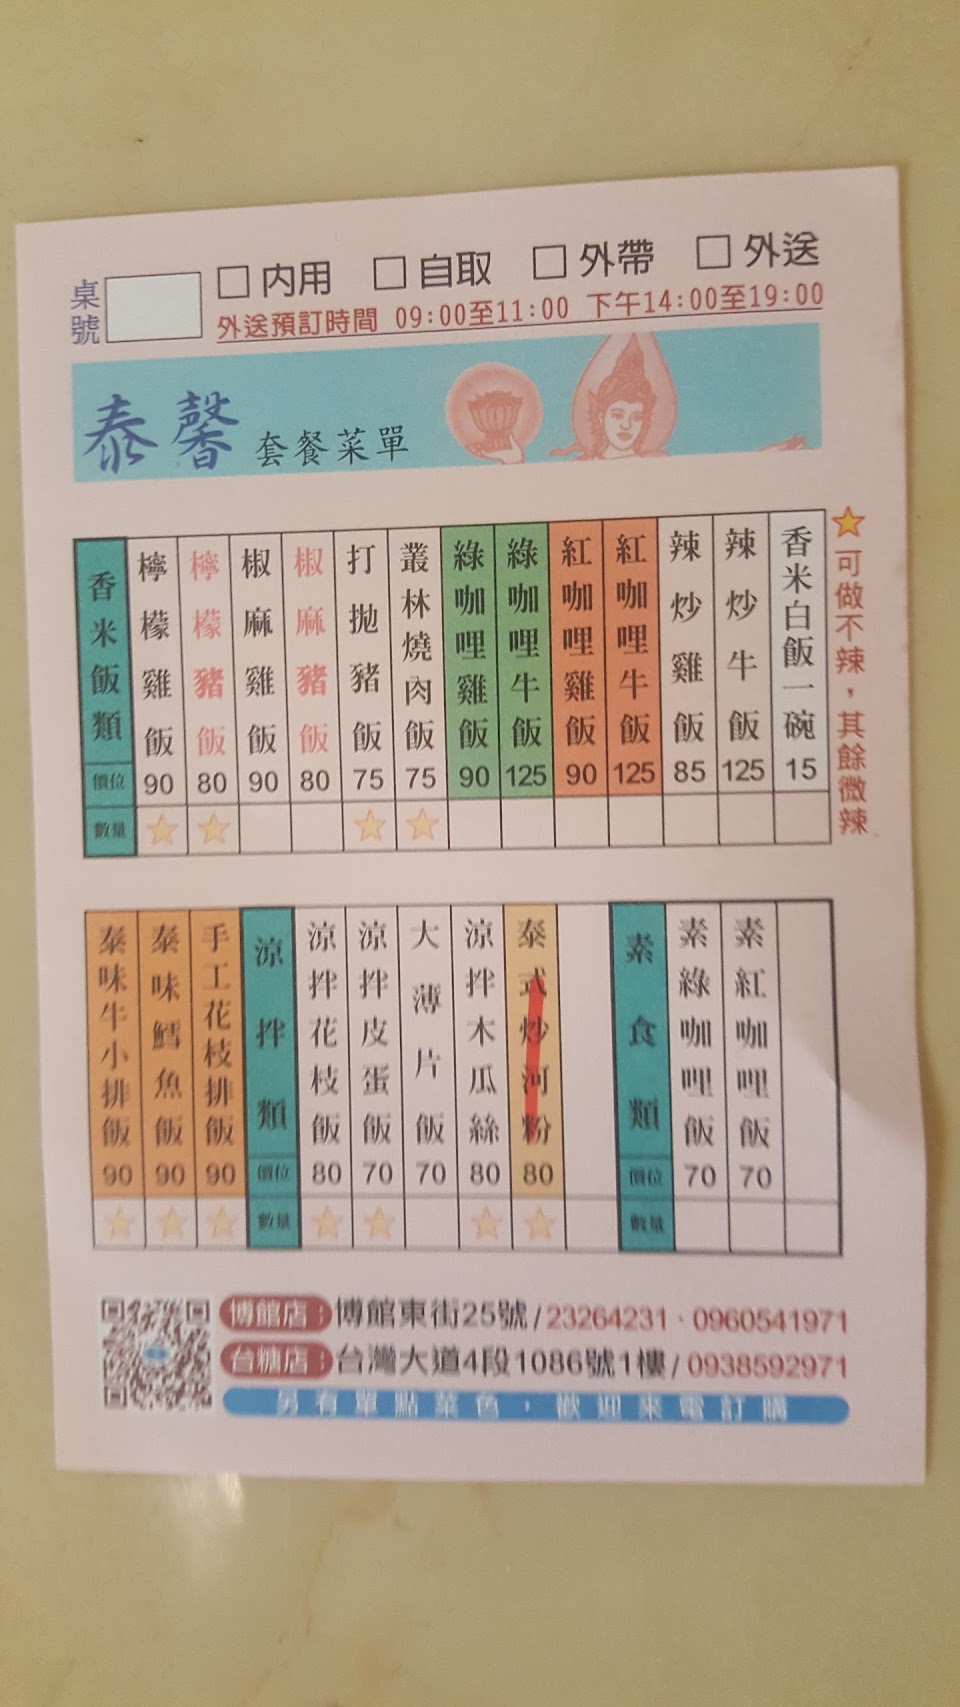 桌號
□ 內用 □ 自取 □ 外帶 □ 外送
外送預訂時間 09:00至11:00 下午14:00至19:00
泰馨 套餐菜單
☆可做不辣，其餘微辣
香米飯類 價位 數量
檸檬雞飯 90 ☆
檸檬豬飯 80 ☆
椒麻雞飯 90
椒麻豬飯 80
打拋豬飯 75 ☆
叢林燒肉飯 75 ☆
綠咖哩雞飯 90
綠咖哩牛飯 125
紅咖哩雞飯 90
紅咖哩牛飯 125
辣炒雞飯 85
辣炒牛飯 125
香米白飯一碗 15
泰味牛小排飯 90 ☆
泰味鱈魚飯 90 ☆
手工花枝排飯 90 ☆
涼拌類 價位 數量
涼拌花枝飯 80 ☆
涼拌皮蛋飯 70 ☆
大薄片飯 70
涼拌木瓜絲 80 ☆
泰式炒河粉 80 ☆
素食類 價位 數量
素綠咖哩飯 70
素紅咖哩飯 70
博館店：博館東街25號/23264231·0960541971
台糖店：台灣大道4段1086號1樓/0938592971
另有單點菜色，歡迎來電訂購